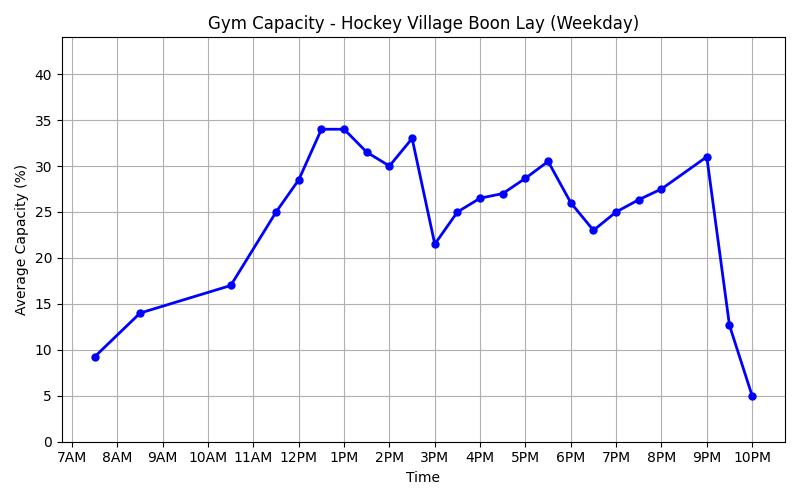 Gym Capacity - Hockey Village Boon Lay (Weekday)
Average Capacity (%)
40
35
30
25
20
15
10
5
0
7AM 8AM 9AM 10AM 11AM 12PM 1PM 2PM 3PM 4PM 5PM 6PM 7PM 8PM 9PM 10PM
Time